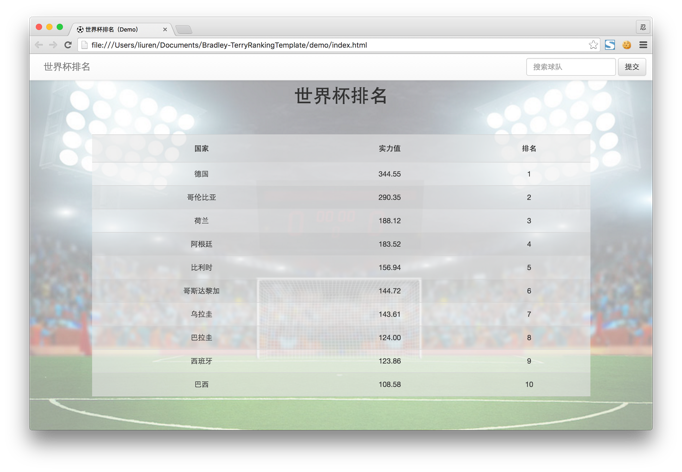 世界杯排名（Demo）
忍
file:///Users/liuren/Documents/Bradley-TerryRankingTemplate/demo/index.html
世界杯排名 搜索球队 提交
世界杯排名
国家 实力值 排名
德国 344.55 1
哥伦比亚 290.35 2
荷兰 188.12 3
阿根廷 183.52 4
比利时 156.94 5
哥斯达黎加 144.72 6
乌拉圭 143.61 7
巴拉圭 124.00 8
西班牙 123.86 9
巴西 108.58 10